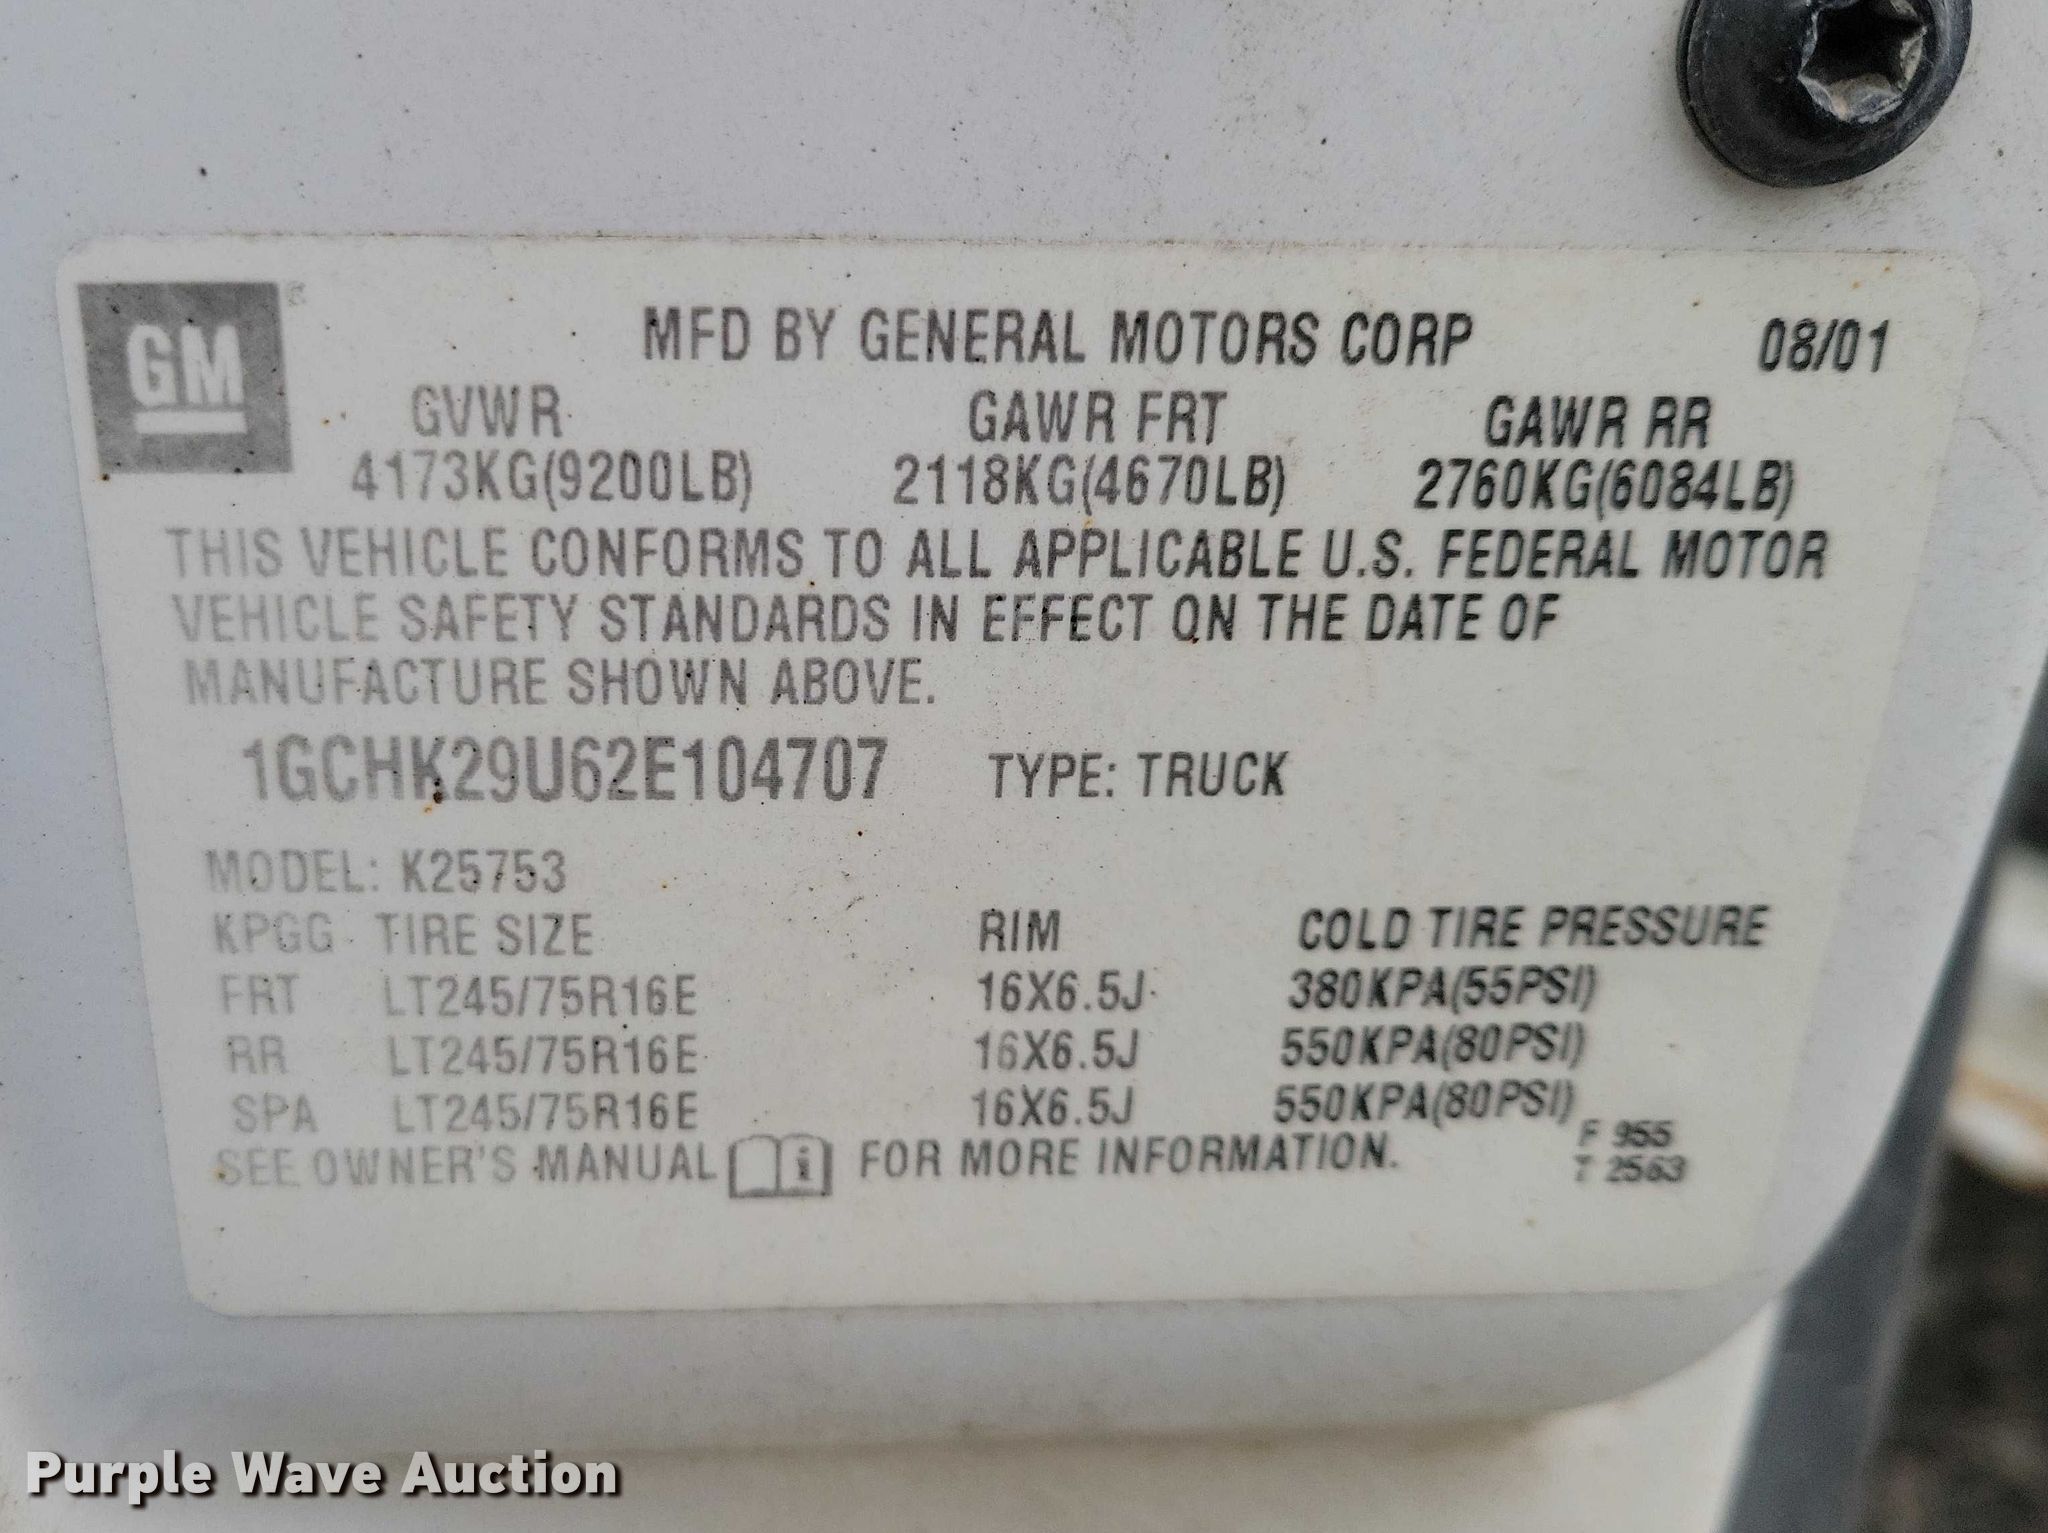 GM
MFD BY GENERAL MOTORS CORP 08/01
GVWR GAWR FRT GAWR RR
4173KG(9200LB) 2118KG(4670LB) 2760KG(6084LB)
THIS VEHICLE CONFORMS TO ALL APPLICABLE U.S. FEDERAL MOTOR
VEHICLE SAFETY STANDARDS IN EFFECT ON THE DATE OF
MANUFACTURE SHOWN ABOVE.
1GCHK29U62E104707 TYPE: TRUCK
MODEL: K25753
KPGG TIRE SIZE RIM COLD TIRE PRESSURE
FRT LT245/75R16E 16X6.5J 380KPA(55PSI)
RR LT245/75R16E 16X6.5J 550KPA(80PSI)
SPA LT245/75R16E 16X6.5J 550KPA(80PSI)
SEE OWNER'S MANUAL i FOR MORE INFORMATION.
F 955
T 2563
Purple Wave Auction